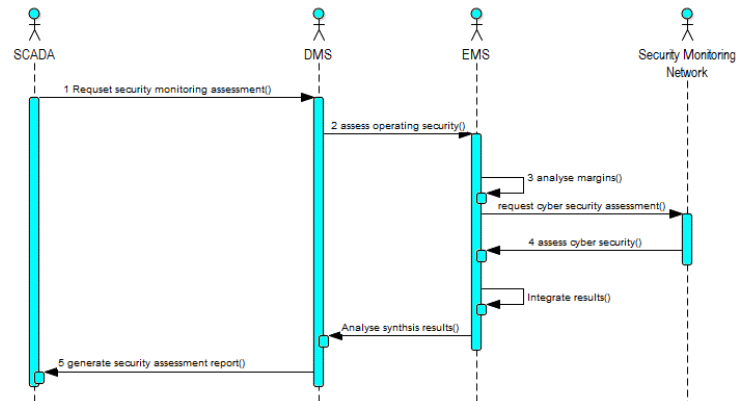 SCADA
DMS
EMS
Security Monitoring
Network
1 Requset security monitoring assessment()
2 assess operating security()
3 analyse margins()
request cyber security assessment()
4 assess cyber security()
Integrate results()
Analyse synthsis results()
5 generate security assessment report()